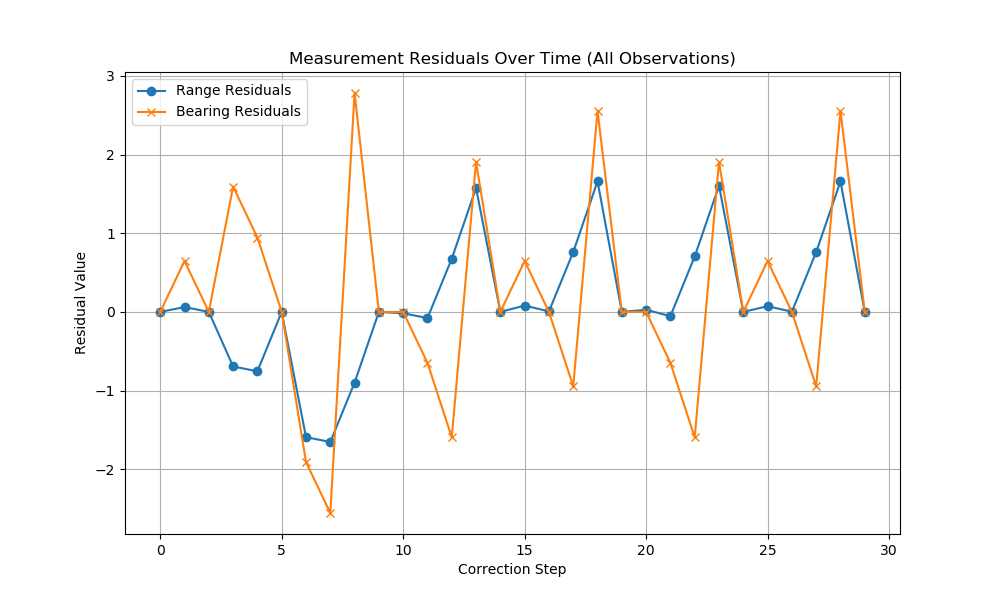 Measurement Residuals Over Time (All Observations)
Range Residuals
Bearing Residuals
3
2
1
0
−1
−2
Residual Value
0 5 10 15 20 25 30
Correction Step